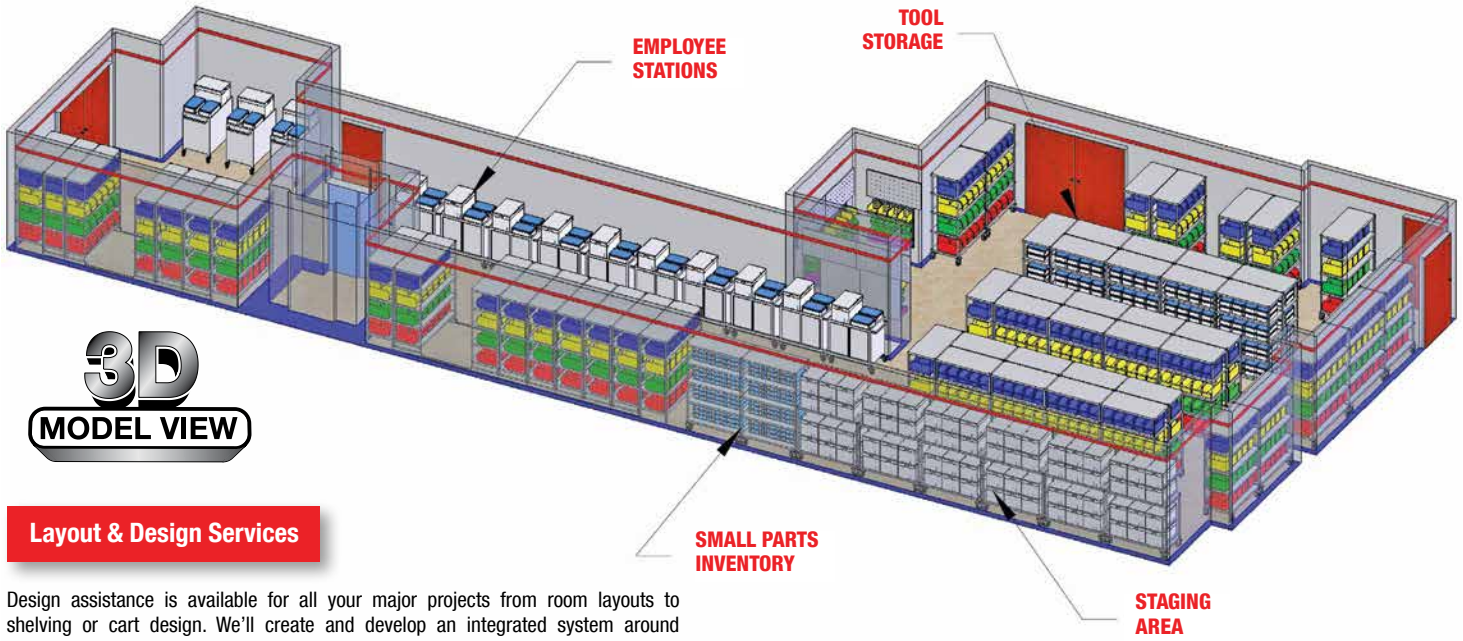 EMPLOYEE
STATIONS
TOOL
STORAGE
3D
MODEL VIEW
SMALL PARTS
INVENTORY
STAGING
AREA
Layout & Design Services
Design assistance is available for all your major projects from room layouts to
shelving or cart design. We’ll create and develop an integrated system around